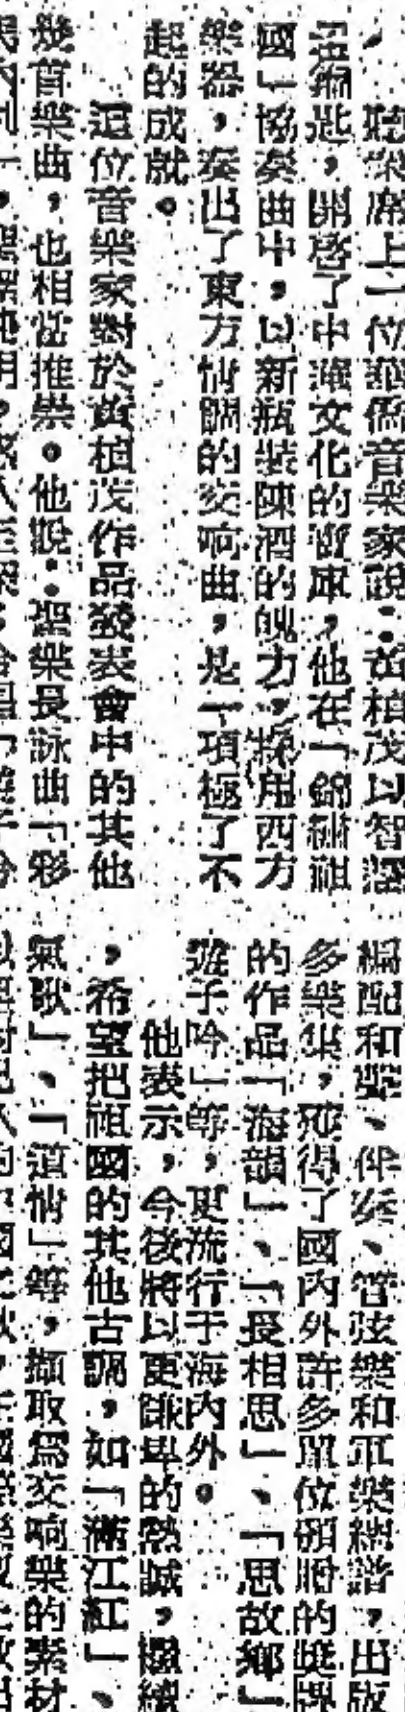 聽衆席上一位華僑音樂家說：黃植茂以智慧
鑰匙，開啓了中華文化的寶庫，他在「錦繡祖
國」協奏曲中，以新瓶裝陳酒的魄力，採用西方
樂器，奏出了東方情調的交响曲，是一項極了不
起的成就。
這位音樂家對於黃植茂作品發表會中的其他
幾首樂曲，也相當推崇。他說：聖樂長詠曲「彩
編配和聲、伴奏、管弦樂和軍樂總譜，出版
多樂集，獲得了國內外許多單位頒贈的獎牌
的作品「海韻」、「長相思」、「思故鄉」
遊子吟」等，更流行于海內外。
他表示，今後將以更謙卑的熱誠，繼續
，希望把祖國的其他古調，如「滿江紅」、
氣歌」、「道情」等，擷取爲交响樂的素材